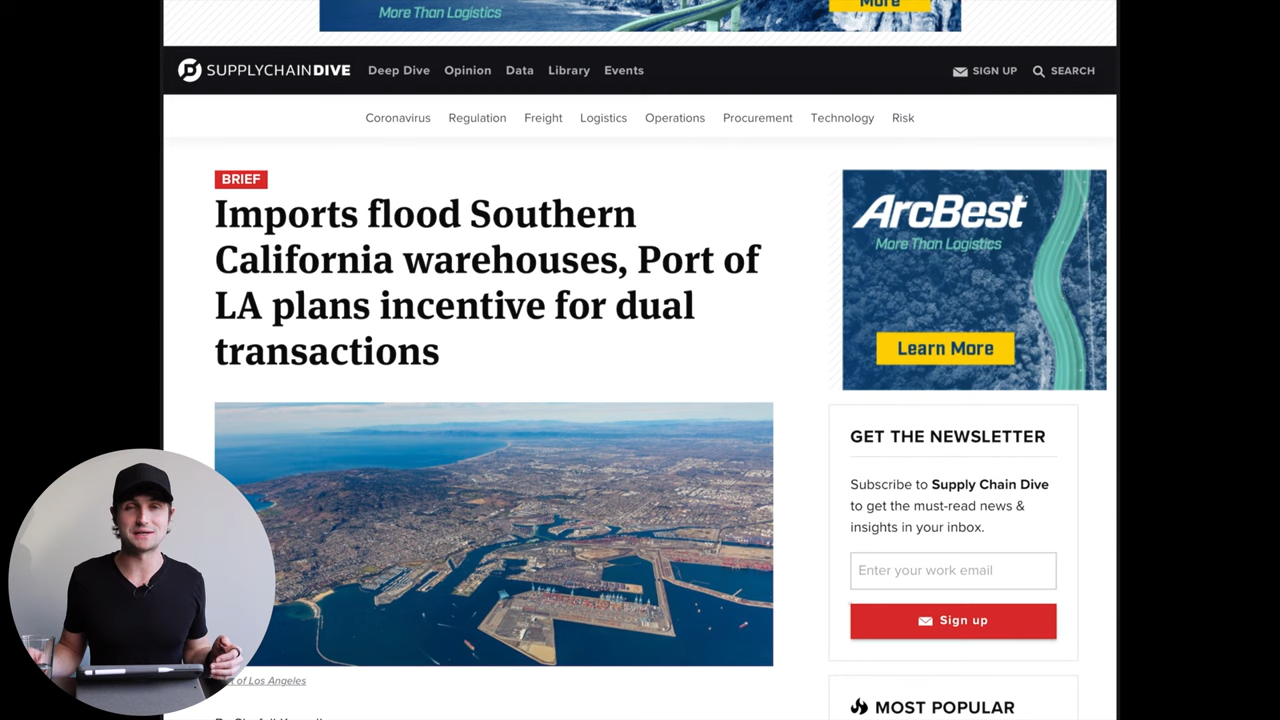 More Than Logistics
More
SUPPLYCHAINDIVE
Deep Dive
Opinion
Data
Library
Events
SIGN UP
SEARCH
Coronavirus
Regulation
Freight
Logistics
Operations
Procurement
Technology
Risk
BRIEF
Imports flood Southern
California warehouses, Port of
LA plans incentive for dual
transactions
ArcBest
More Than Logistics
Learn More
GET THE NEWSLETTER
Subscribe to Supply Chain Dive
to get the must-read news &
insights in your inbox.
Enter your work email
Sign up
of Los Angeles
MOST POPULAR